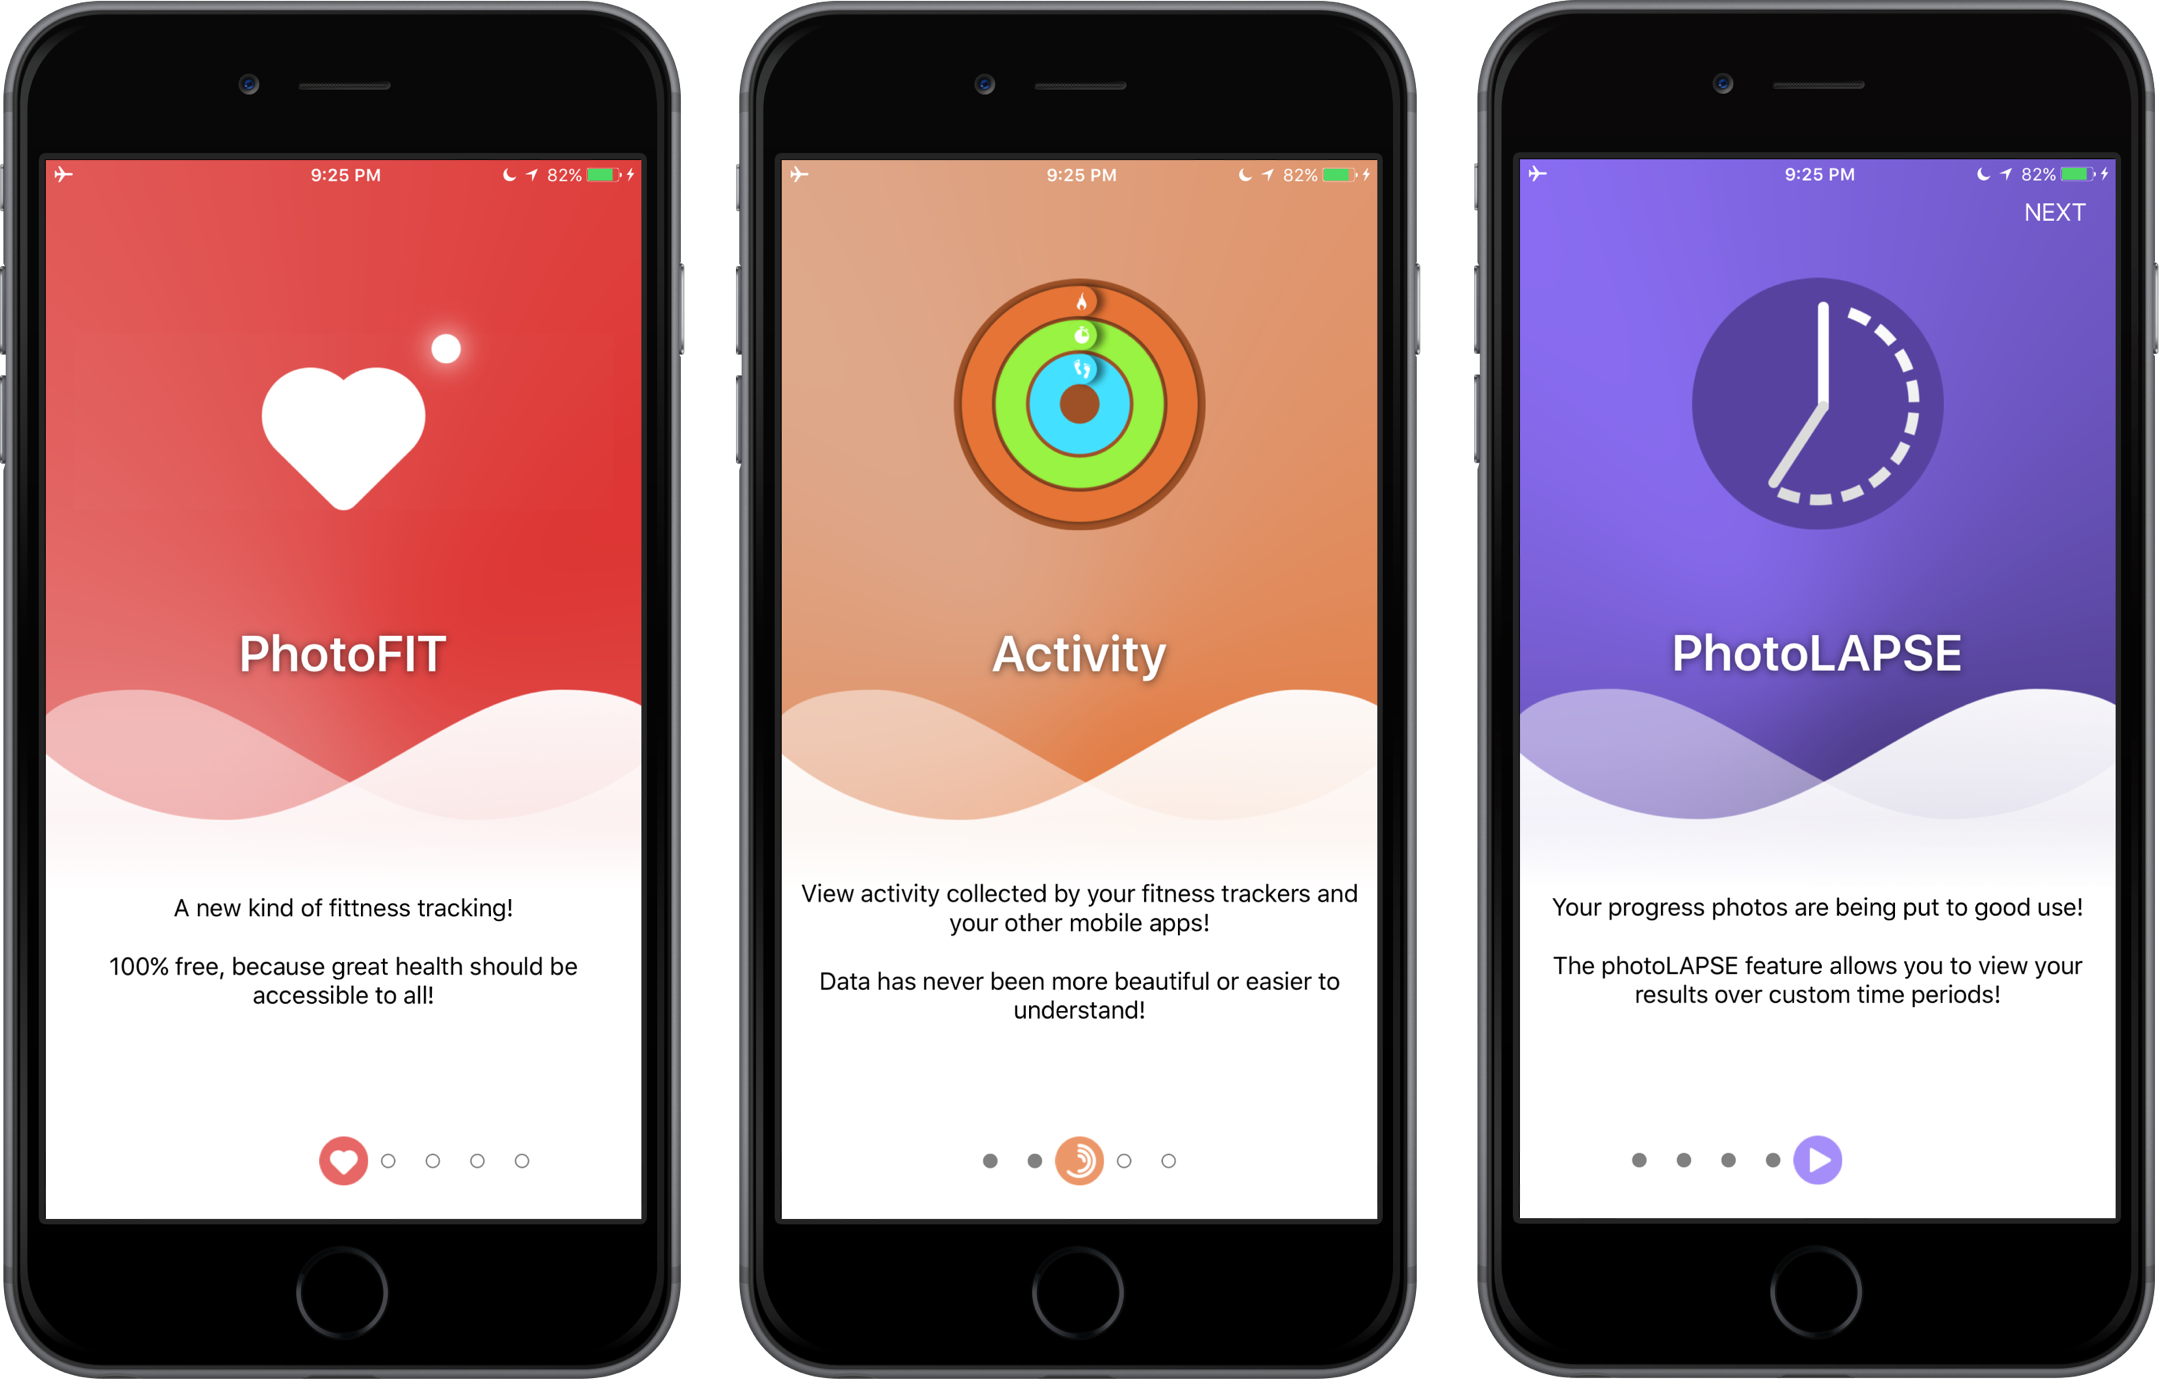 9:25 PM
82%
PhotoFIT
A new kind of fittness tracking!
100% free, because great health should be
accessible to all!
9:25 PM
82%
Activity
View activity collected by your fitness trackers and
your other mobile apps!
Data has never been more beautiful or easier to
understand!
9:25 PM
82%
NEXT
PhotoLAPSE
Your progress photos are being put to good use!
The photoLAPSE feature allows you to view your
results over custom time periods!